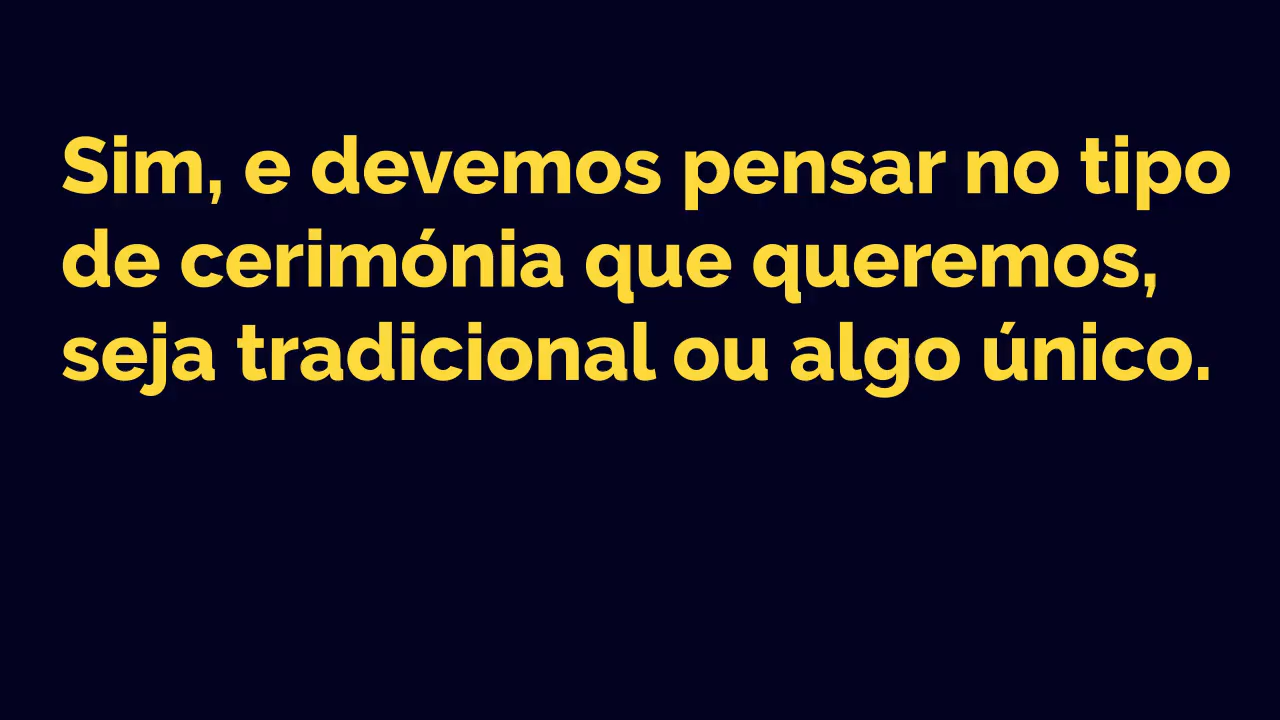 Sim, e devemos pensar no tipo
de cerimónia que queremos,
seja tradicional ou algo único.